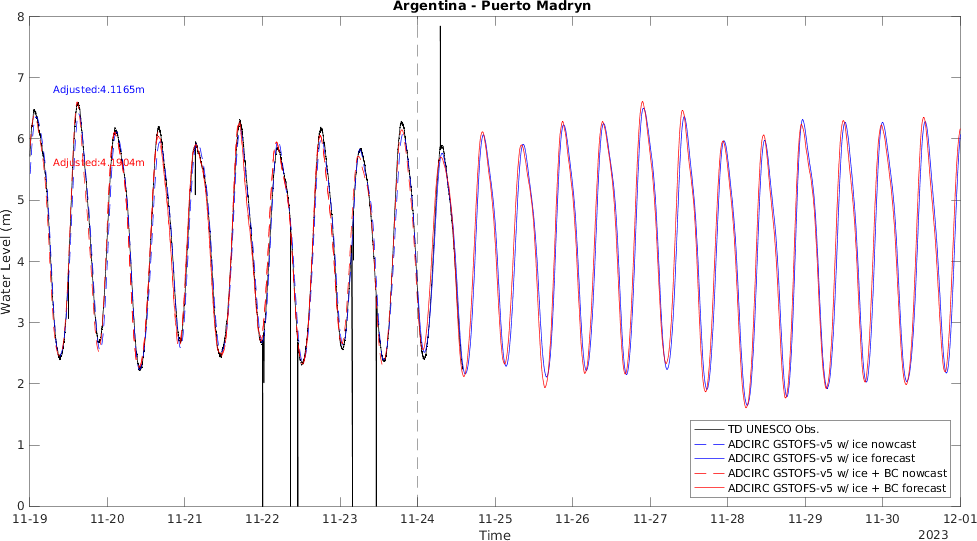 Argentina - Puerto Madryn
8
7
6
5
4
3
2
1
0
Water Level (m)
Adjusted:4.1165m
Adjusted:4.1904m
TD UNESCO Obs.
ADCIRC GSTOFS-v5 w/ ice nowcast
ADCIRC GSTOFS-v5 w/ ice forecast
ADCIRC GSTOFS-v5 w/ ice + BC nowcast
ADCIRC GSTOFS-v5 w/ ice + BC forecast
11-19 11-20 11-21 11-22 11-23 11-24 11-25 11-26 11-27 11-28 11-29 11-30 12-01
Time
2023